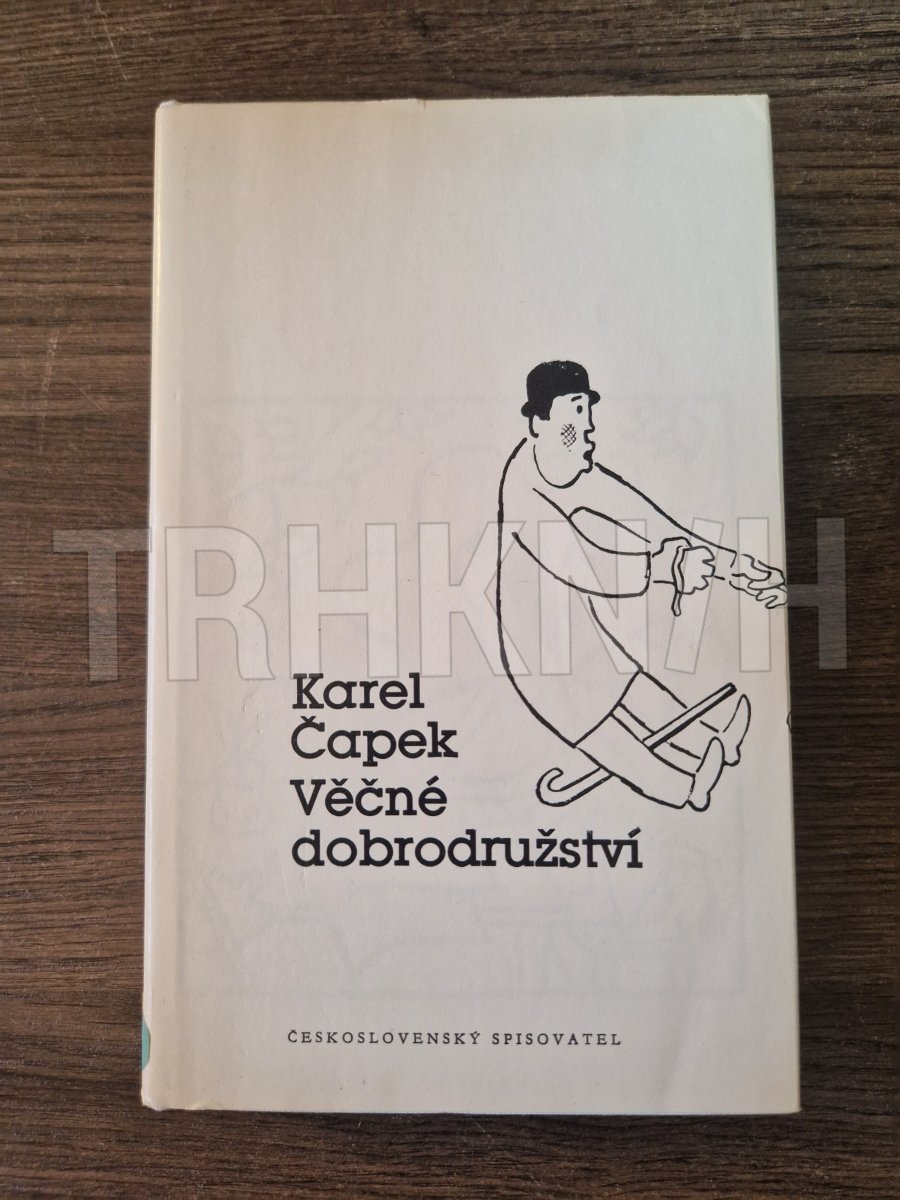 TRHKNIH
Karel
Čapek
Věčné
dobrodružství
ČESKOSLOVENSKÝ SPISOVATEL